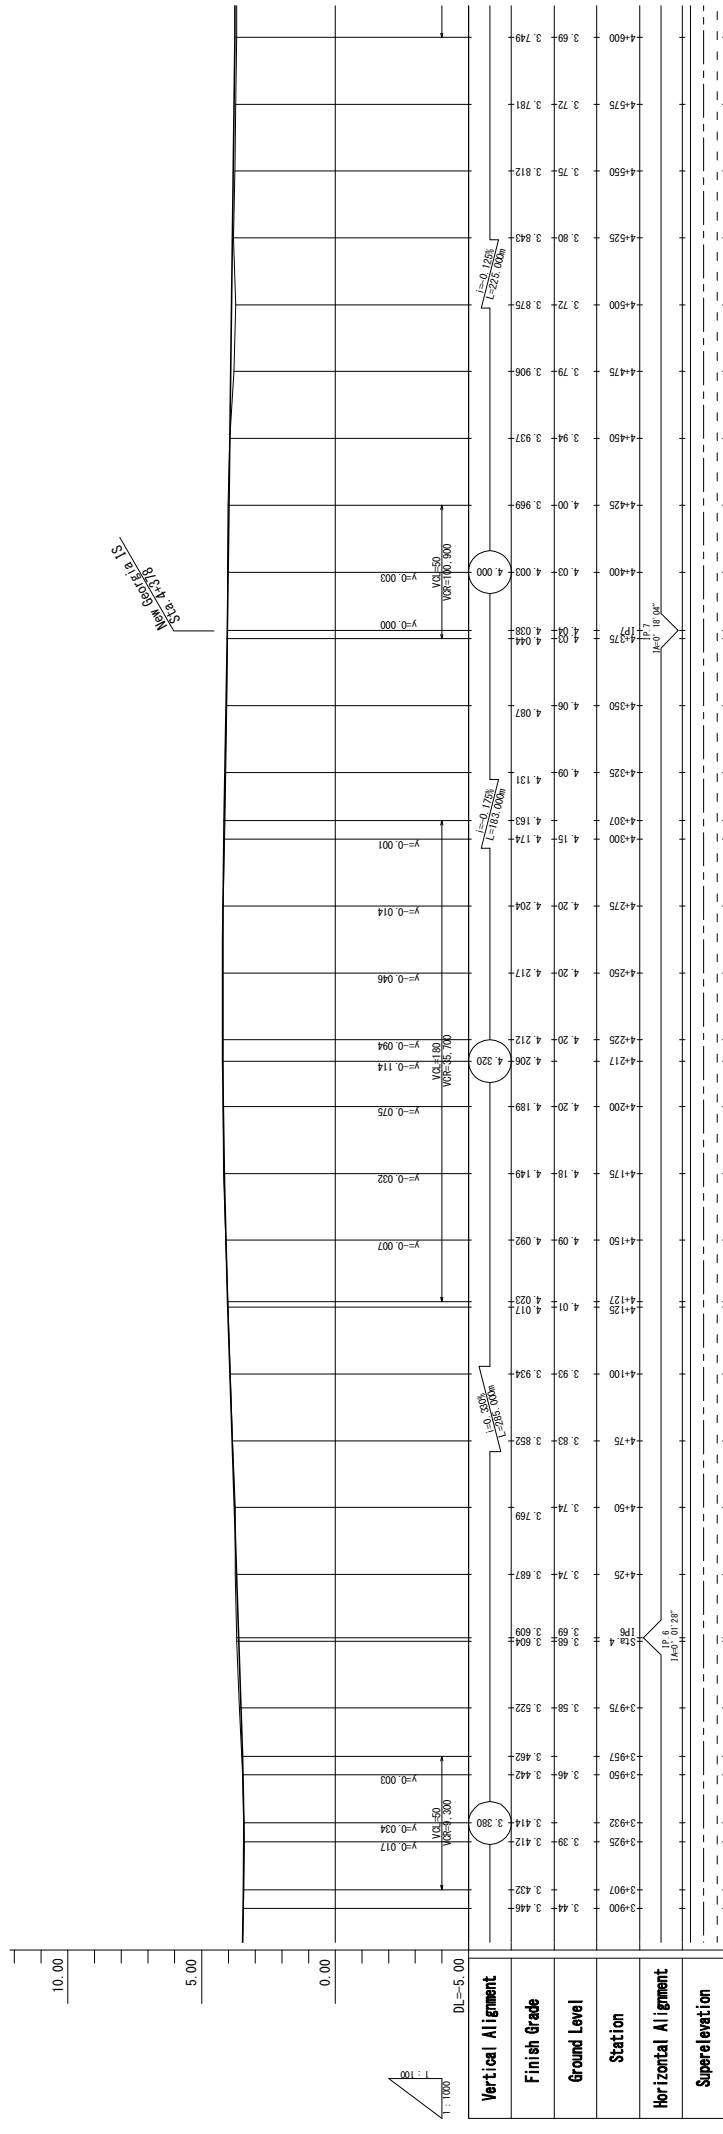 10.00
5.00
0.00
DL=-5.00
1 : 100
1 : 1000
New Georgia 1S
Sta.4+378
y=0.017
y=0.034
y=0.003
y=-0.007
y=-0.032
y=-0.075
y=-0.114
y=-0.094
y=-0.046
y=-0.014
y=-0.001
y=0.000
y=0.003
VCL=50
VCR=9,300
VCL=180
VCR=35,700
VCL=50
VCR=100,900
Vertical Alignment
3.380
i=0.330%
L=285.000m
4.320
i=-0.175%
L=183.000m
4.000
i=-0.125%
L=225.000m
Finish Grade
3.446
3.432
3.412
3.414
3.442
3.462
3.522
3.604
3.609
3.687
3.769
3.852
3.934
4.017
4.023
4.092
4.149
4.189
4.206
4.212
4.217
4.204
4.174
4.163
4.131
4.087
4.044
4.038
4.003
3.969
3.937
3.906
3.875
3.843
3.812
3.781
3.749
Ground Level
3.44
3.39
3.46
3.58
3.68
3.69
3.74
3.74
3.83
3.93
4.01
4.09
4.18
4.20
4.20
4.20
4.20
4.15
4.09
4.06
4.03
4.04
4.03
4.00
3.94
3.79
3.72
3.80
3.75
3.72
3.69
Station
3+900
3+907
3+925
3+932
3+950
3+957
3+975
Sta.4
IP6
4+25
4+50
4+75
4+100
4+125
4+127
4+150
4+175
4+200
4+217
4+225
4+250
4+275
4+300
4+307
4+325
4+350
4+375
IP7
4+400
4+425
4+450
4+475
4+500
4+525
4+550
4+575
4+600
Horizontal Alignment
IP.6
IA=0°01'28"
IP.7
IA=0°18'04"
Superelevation